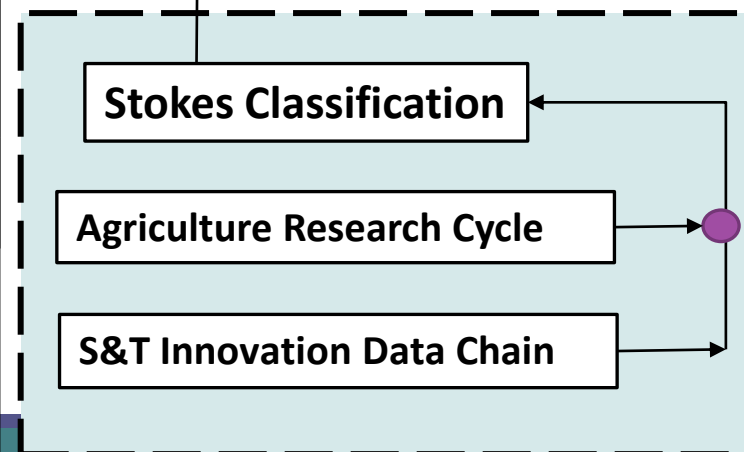 Stokes Classification
Agriculture Research Cycle
S&T Innovation Data Chain